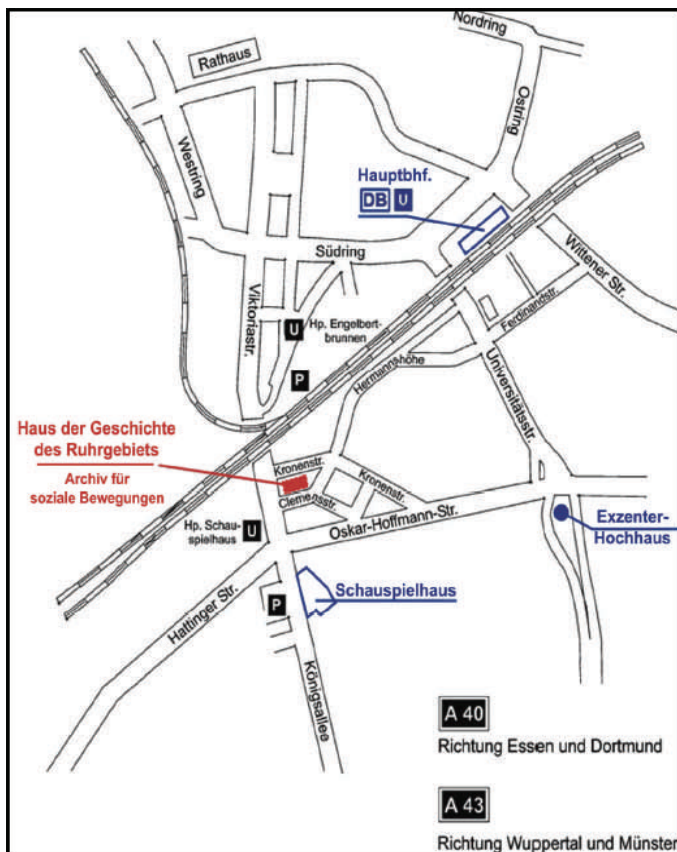 Nordring
Rathaus
Ostring
Westring
Hauptbhf.
DB U
Südring
Wittener Str.
Viktoriastr.
U Hp. Engelbert-
brunnen
Ferdinandstr.
P
Hermannshöhe
Universitätsstr.
Haus der Geschichte
des Ruhrgebiets
Archiv für
soziale Bewegungen
Kronenstr.
Kronenstr.
Clemensstr.
Hp. Schau-
spielhaus
U
Oskar-Hoffmann-Str.
Exzenter-
Hochhaus
Schauspielhaus
P
Hattinger Str.
Königsallee
A 40
Richtung Essen und Dortmund
A 43
Richtung Wuppertal und Münster